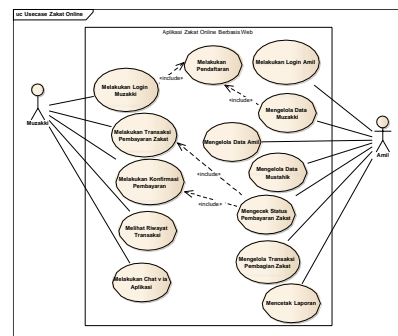 uc Usecase Zakat Online
Aplikasi Zakat Online Berbasis Web
Melakukan
Pendaftaran
Melakukan Login Amil
Melakukan Login
Muzakki
«include»
«include»
Mengelola Data
Muzakki
Muzakki
Melakukan Transaksi
Pembayaran Zakat
Mengelola Data Amil
Amil
«include»
Melakukan Konfirmasi
Pembayaran
Mengelola Data
Mustahik
«include»
Mengecek Status
Pembayaran Zakat
Melihat Riwayat
Transaksi
Mengelola Transaksi
Pembagian Zakat
Melakukan Chat v ia
Aplikasi
Mencetak Laporan